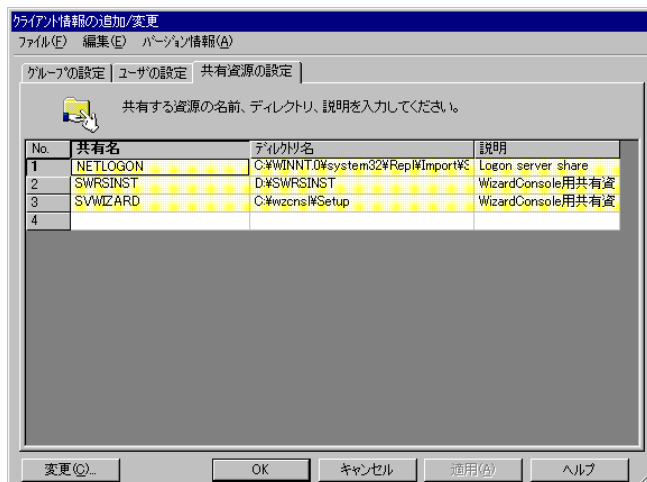 クライアント情報の追加/変更
ファイル(F) 編集(E) バージョン情報(A)
グループの設定 ユーザの設定 共有資源の設定
共有する資源の名前、ディレクトリ、説明を入力してください。
No. 共有名 ディレクトリ名 説明
1 NETLOGON C:¥WINNT.0¥system32¥Repl¥Import¥S Logon server share
2 SWRSINST D:¥SWRSINST WizardConsole用共有資
3 SVWIZARD C:¥wzcnsl¥Setup WizardConsole用共有資
4
変更(C)... OK キャンセル 適用(A) ヘルプ